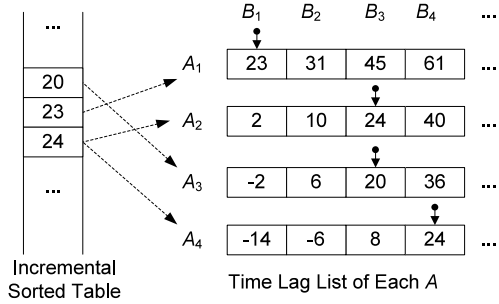 B1 B2 B3 B4 ...
...
A1 23 31 45 61 ...
20
23
A2 2 10 24 40 ...
24
...
A3 -2 6 20 36 ...
A4 -14 -6 8 24 ...
Incremental
Sorted Table
Time Lag List of Each A